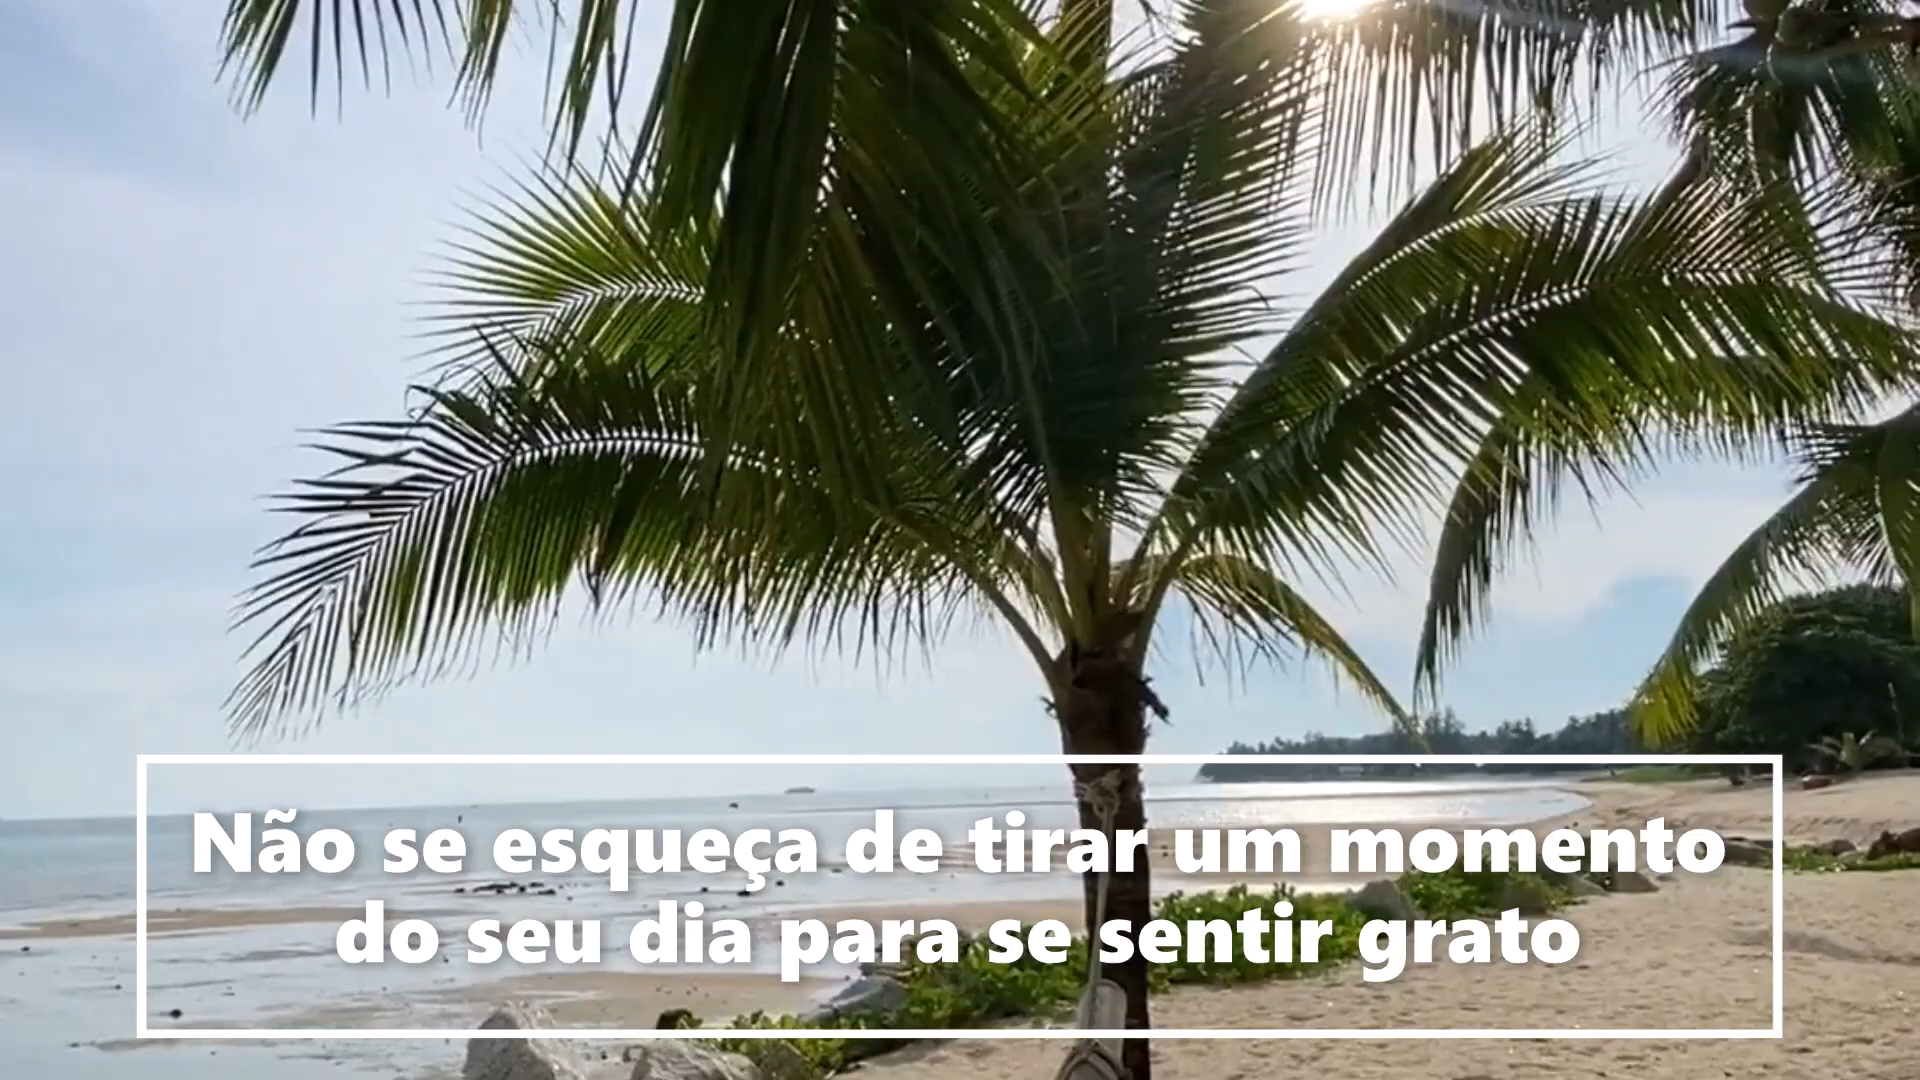 Não se esqueça de tirar um momento
do seu dia para se sentir grato